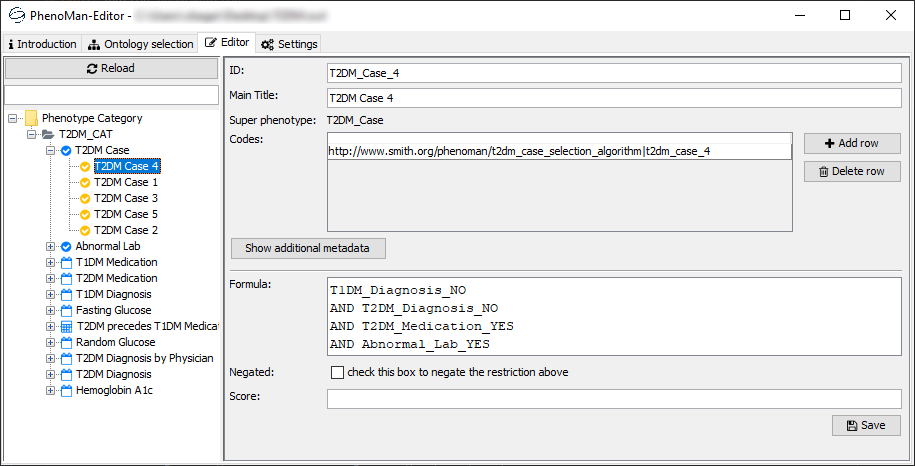 PhenoMan-Editor -
Introduction
Ontology selection
Editor
Settings
Reload
Phenotype Category
T2DM_CAT
T2DM Case
T2DM Case 4
T2DM Case 1
T2DM Case 3
T2DM Case 5
T2DM Case 2
Abnormal Lab
T1DM Medication
T2DM Medication
T1DM Diagnosis
Fasting Glucose
T2DM precedes T1DM Medicat
Random Glucose
T2DM Diagnosis by Physician
T2DM Diagnosis
Hemoglobin A1c
ID:
T2DM_Case_4
Main Title:
T2DM Case 4
Super phenotype:
T2DM_Case
Codes:
http://www.smith.org/phenoman/t2dm_case_selection_algorithm|t2dm_case_4
Add row
Delete row
Show additional metadata
Formula:
T1DM_Diagnosis_NO
AND T2DM_Diagnosis_NO
AND T2DM_Medication_YES
AND Abnormal_Lab_YES
Negated:
check this box to negate the restriction above
Score:
Save